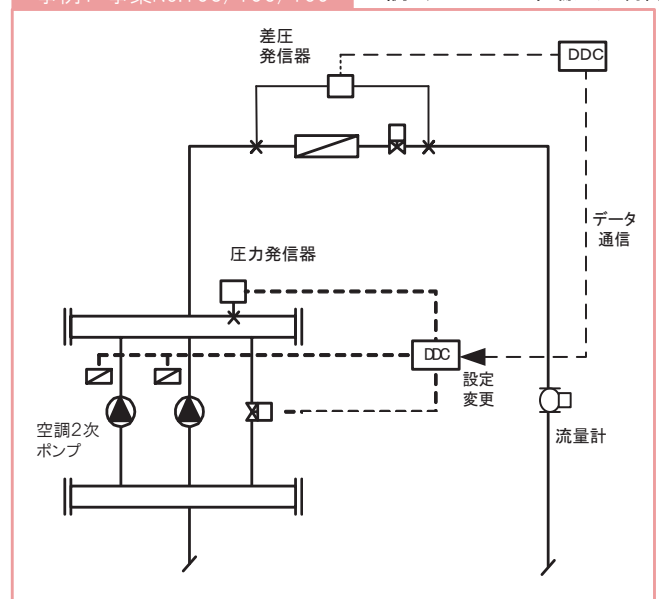 差圧
発信器
DDC
データ
通信
圧力発信器
DDC
設定
変更
空調2次
ポンプ
流量計